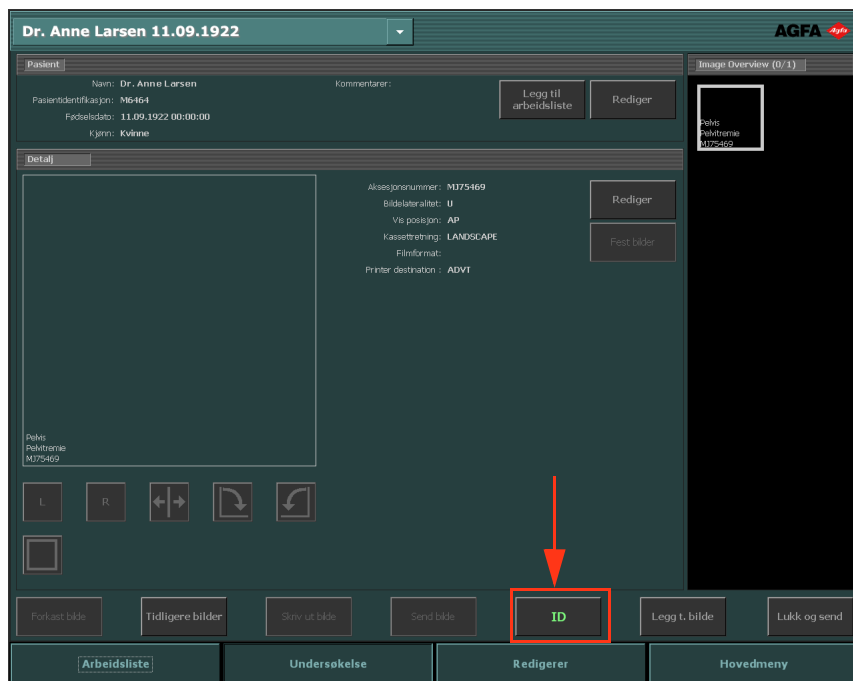 Dr. Anne Larsen 11.09.1922
AGFA
Agfa
Pasient
Navn: Dr. Anne Larsen
Pasientidentifikasjon: M6464
Fødselsdato: 11.09.1922 00:00:00
Kjønn: Kvinne
Kommentarer:
Legg til
arbeidsliste
Rediger
Image Overview (0/1)
Pelvis
Pelvitremie
MJ75469
Detalj
Aksesjonsnummer: MJ75469
Bildelateralitet: U
Vis posisjon: AP
Kassettretning: LANDSCAPE
Filmformat:
Printer destination : ADVT
Rediger
Fest bilder
Pelvis
Pelvitremie
MJ75469
L
R
Forkast bilde
Tidligere bilder
Skriv ut bilde
Send bilde
ID
Legg t. bilde
Lukk og send
Arbeidsliste
Undersøkelse
Redigerer
Hovedmeny